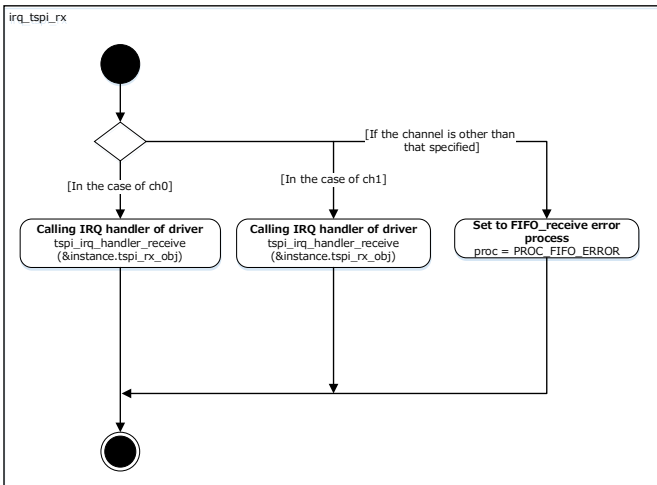 irq_tspi_rx
[If the channel is other than
that specified]
[In the case of ch0]
[In the case of ch1]
Calling IRQ handler of driver
tspi_irq_handler_receive
(&instance.tspi_rx_obj)
Calling IRQ handler of driver
tspi_irq_handler_receive
(&instance.tspi_rx_obj)
Set to FIFO_receive error
process
proc = PROC_FIFO_ERROR